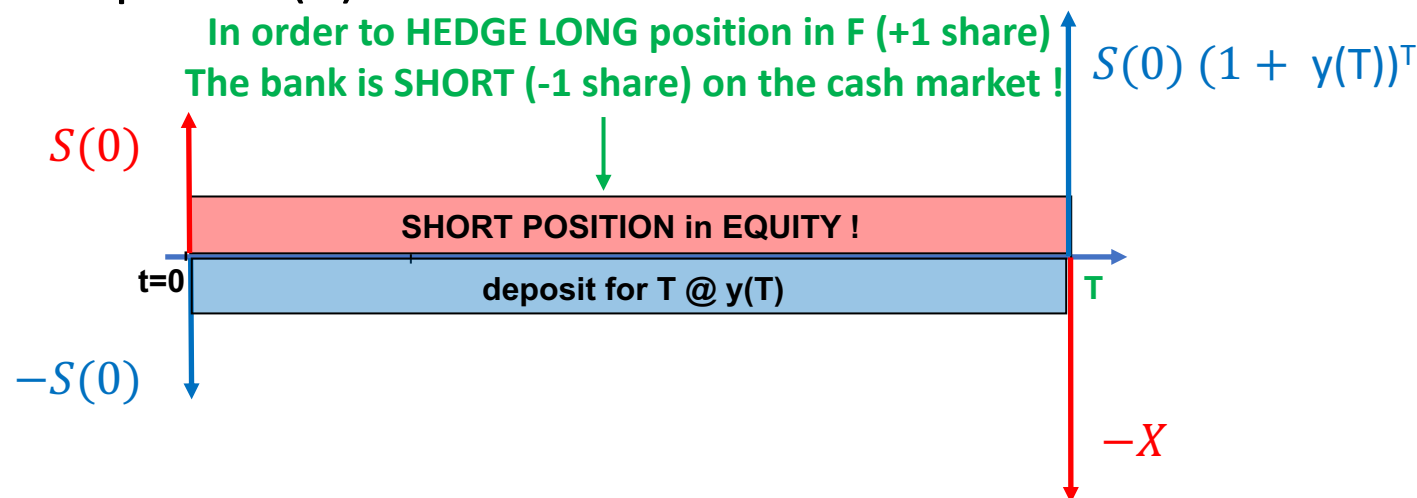 In order to HEDGE LONG position in F (+1 share)
The bank is SHORT (-1 share) on the cash market !
S(0) (1 + y(T))ᵀ
S(0)
SHORT POSITION in EQUITY !
t=0
deposit for T @ y(T)
T
−S(0)
−X